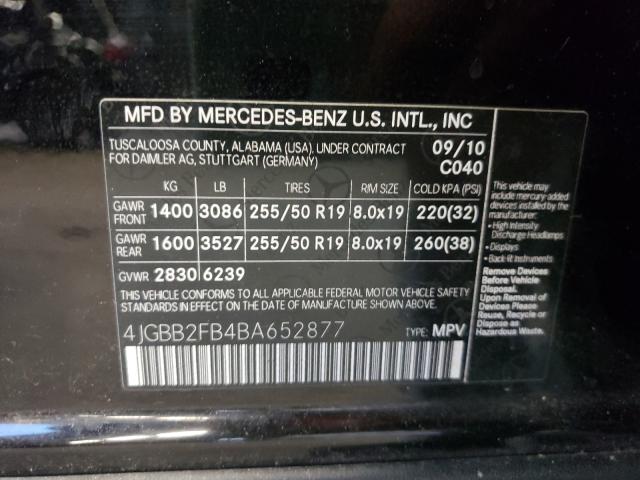 MFD BY MERCEDES-BENZ U.S. INTL., INC
TUSCALOOSA COUNTY, ALABAMA (USA). UNDER CONTRACT
FOR DAIMLER AG, STUTTGART (GERMANY)
09/10
C040
KG LB TIRES RIM SIZE COLD KPA (PSI)
GAWR
FRONT 1400 3086 255/50 R19 8.0x19 220(32)
GAWR
REAR 1600 3527 255/50 R19 8.0x19 260(38)
GVWR 2830 6239
THIS VEHICLE CONFORMS TO ALL APPLICABLE FEDERAL MOTOR VEHICLE SAFETY
STANDARDS IN EFFECT ON THE DATE OF MANUFACTURE SHOWN ABOVE.
4JGBB2FB4BA652877
TYPE: MPV
This vehicle may
include mercury-added
devices installed by the
manufacturer:
- High Intensity
Discharge Headlamps
- Displays
- Back-lit Instruments
Remove Devices
Before Vehicle
Disposal.
Upon Removal of
Devices Please
Reuse, Recycle or
Dispose as
Hazardous Waste.